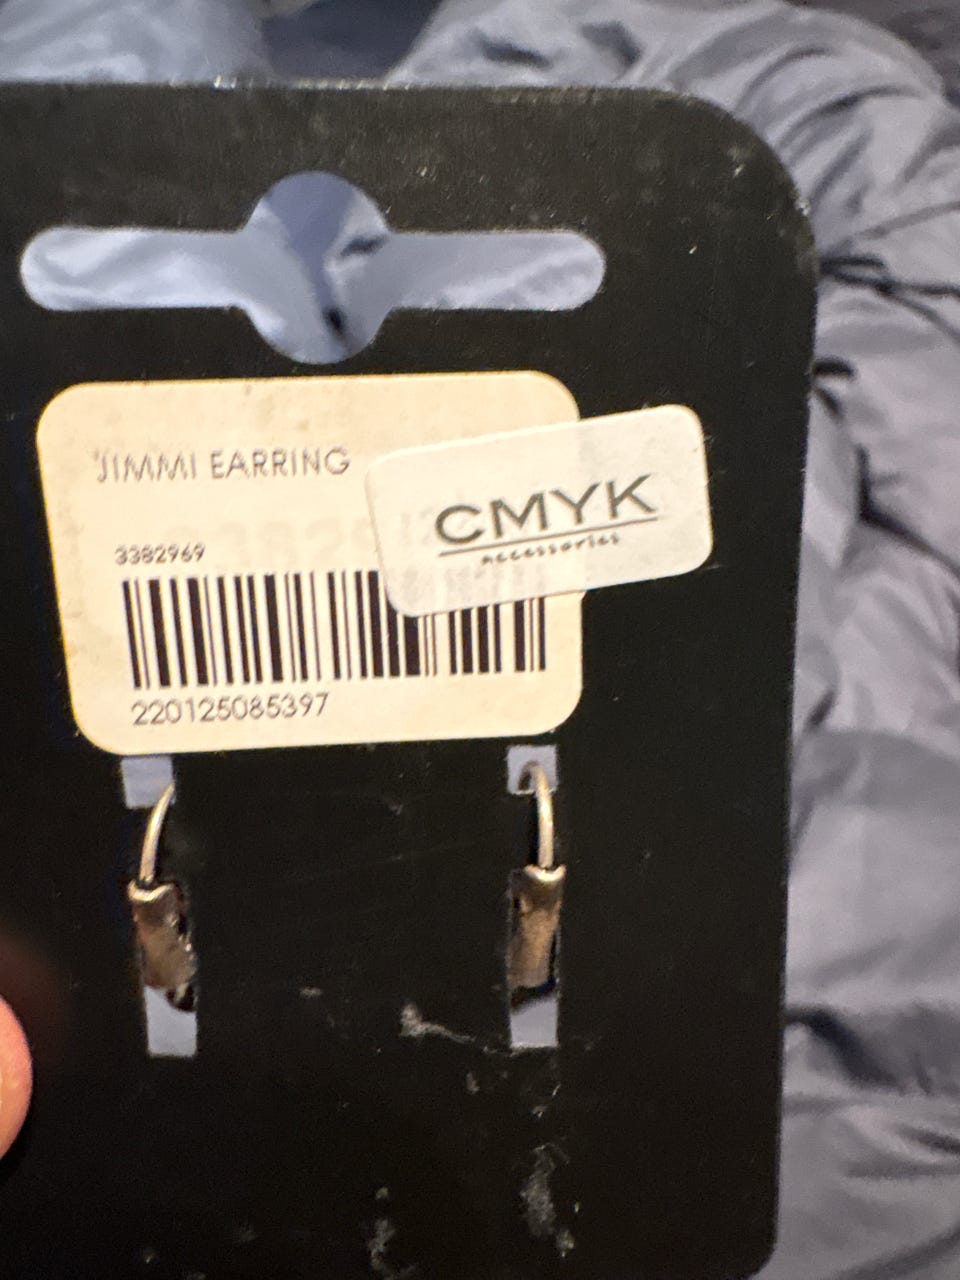 JIMMI EARRING
CMYK
accessories
3382969
220125085397